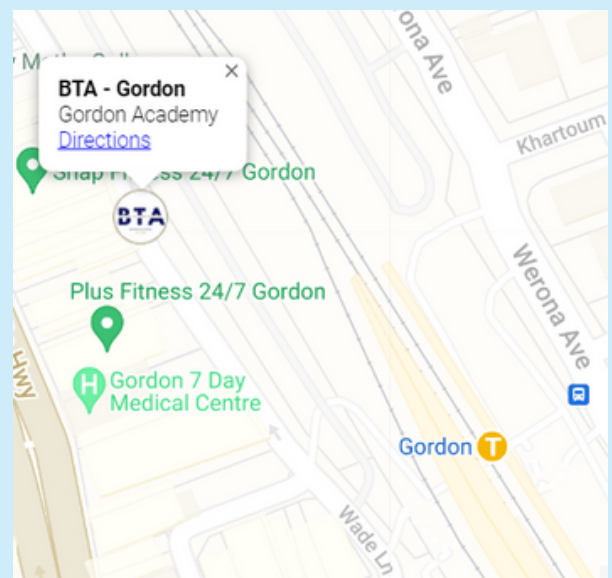 BTA - Gordon
Gordon Academy
Directions
Snap Fitness 24/7 Gordon
BTA
Plus Fitness 24/7 Gordon
H Gordon 7 Day
Medical Centre
Hwy
Gordon T
Wade Ln
rona Ave
Khartoum
Werona Ave